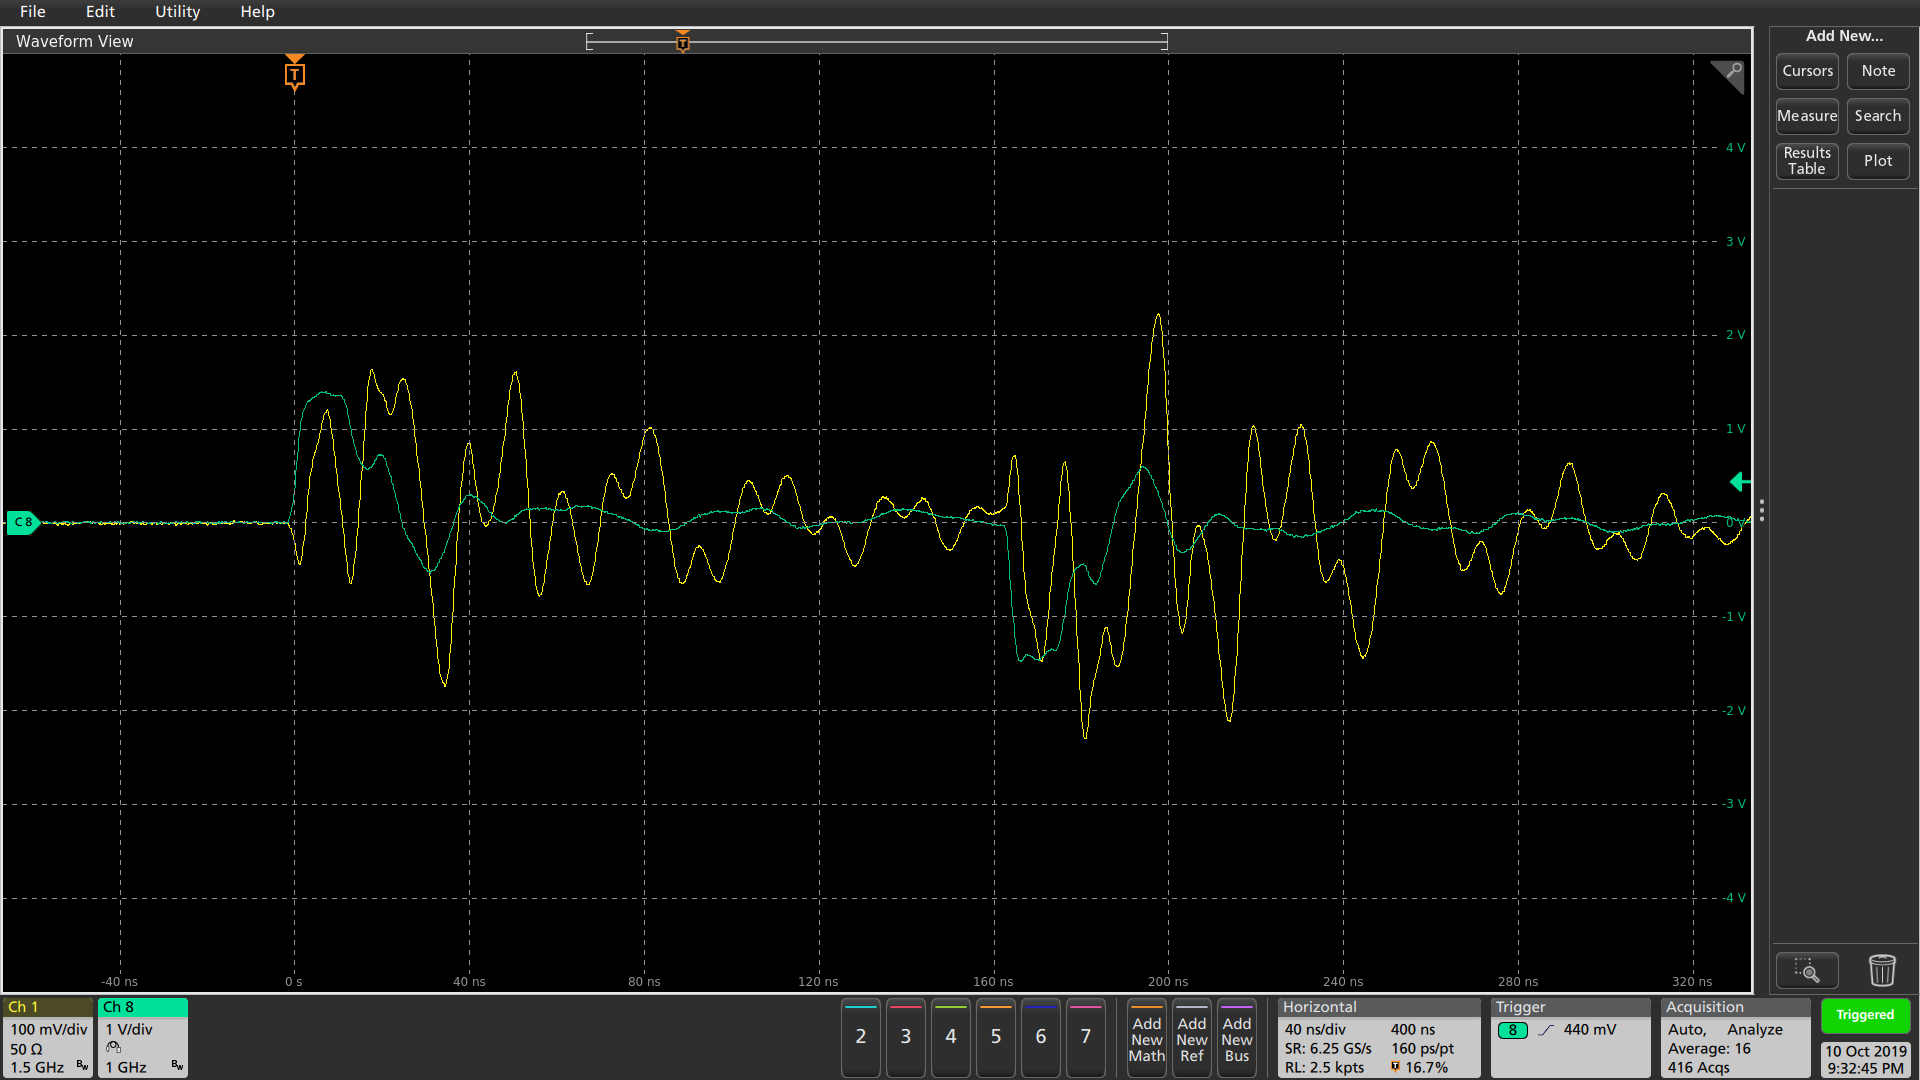 File Edit Utility Help
Waveform View
Add New...
T
T
Cursors Note
Measure Search
Results Table Plot
4 V
3 V
2 V
1 V
C 8
0 V
-1 V
-2 V
-3 V
-4 V
-40 ns 0 s 40 ns 80 ns 120 ns 160 ns 200 ns 240 ns 280 ns 320 ns
Ch 1
100 mV/div
50 Ω
1.5 GHz Bw
Ch 8
1 V/div
1 GHz Bw
2 3 4 5 6 7
Add New Math
Add New Ref
Add New Bus
Horizontal
40 ns/div 400 ns
SR: 6.25 GS/s 160 ps/pt
RL: 2.5 kpts T 16.7%
Trigger
8 440 mV
Acquisition
Auto, Analyze
Average: 16
416 Acqs
Triggered
10 Oct 2019
9:32:45 PM